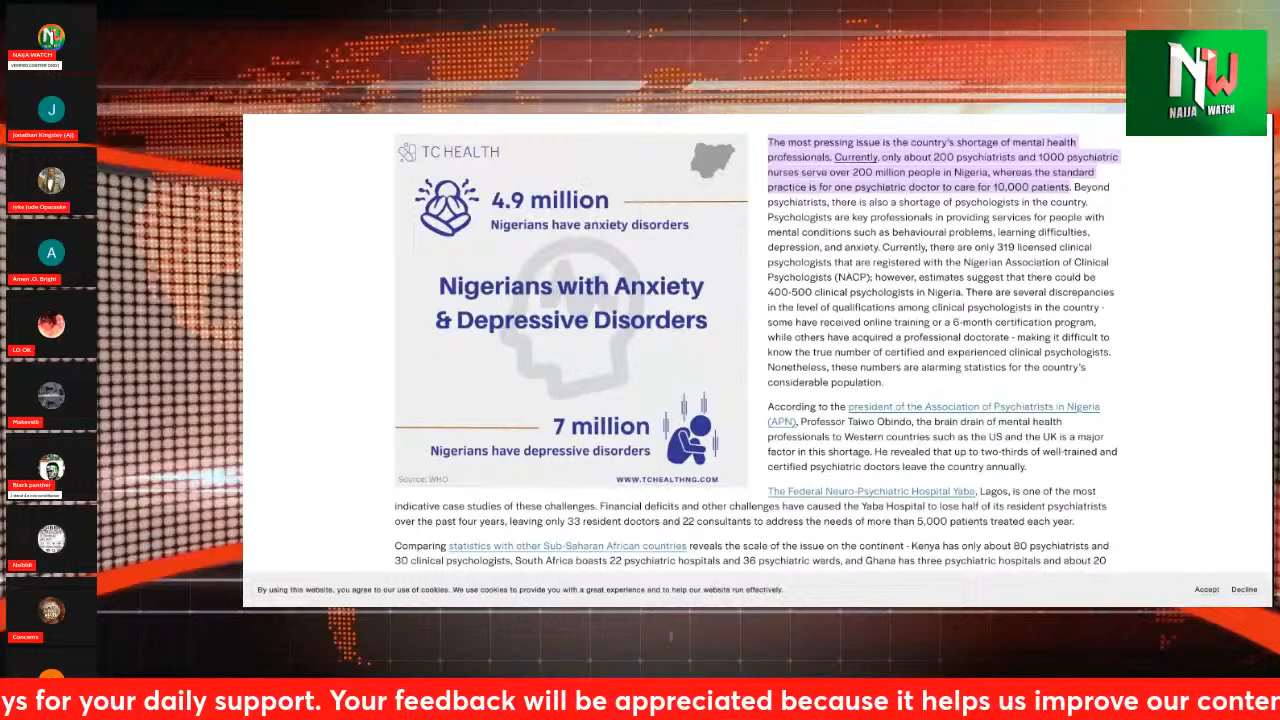 NAIJA WATCH
VERIFIED CONTENT ONLY
J
Jonathan Kingsley (AJ)
Iyke Jude Oparaeke
A
Amen .O. Bright
LO OK
Makovelli
Black panther
Naibidi
Concerns
NW
NAIJA
WATCH
TC HEALTH
4.9 million
Nigerians have anxiety disorders
Nigerians with Anxiety
& Depressive Disorders
7 million
Nigerians have depressive disorders
Source: WHO
WWW.TCHEALTHNG.COM
The most pressing issue is the country's shortage of mental health
professionals. Currently, only about 200 psychiatrists and 1000 psychiatric
nurses serve over 200 million people in Nigeria, whereas the standard
practice is for one psychiatric doctor to care for 10,000 patients. Beyond
psychiatrists, there is also a shortage of psychologists in the country.
Psychologists are key professionals in providing services for people with
mental conditions such as behavioural problems, learning difficulties,
depression, and anxiety. Currently, there are only 319 licensed clinical
psychologists that are registered with the Nigerian Association of Clinical
Psychologists (NACP); however, estimates suggest that there could be
400-500 clinical psychologists in Nigeria. There are several discrepancies
in the level of qualifications among clinical psychologists in the country -
some have received online training or a 6-month certification program,
while others have acquired a professional doctorate - making it difficult to
know the true number of certified and experienced clinical psychologists.
Nonetheless, these numbers are alarming statistics for the country's
considerable population.
According to the president of the Association of Psychiatrists in Nigeria
(APN), Professor Taiwo Obindo, the brain drain of mental health
professionals to Western countries such as the US and the UK is a major
factor in this shortage. He revealed that up to two-thirds of well-trained and
certified psychiatric doctors leave the country annually.
The Federal Neuro-Psychiatric Hospital Yaba, Lagos, is one of the most
indicative case studies of these challenges. Financial deficits and other challenges have caused the Yaba Hospital to lose half of its resident psychiatrists
over the past four years, leaving only 33 resident doctors and 22 consultants to address the needs of more than 5,000 patients treated each year.
Comparing statistics with other Sub-Saharan African countries reveals the scale of the issue on the continent - Kenya has only about 80 psychiatrists and
30 clinical psychologists, South Africa boasts 22 psychiatric hospitals and 36 psychiatric wards, and Ghana has three psychiatric hospitals and about 20
By using this website, you agree to our use of cookies. We use cookies to provide you with a great experience and to help our website run effectively.
Accept Decline
ys for your daily support. Your feedback will be appreciated because it helps us improve our conten